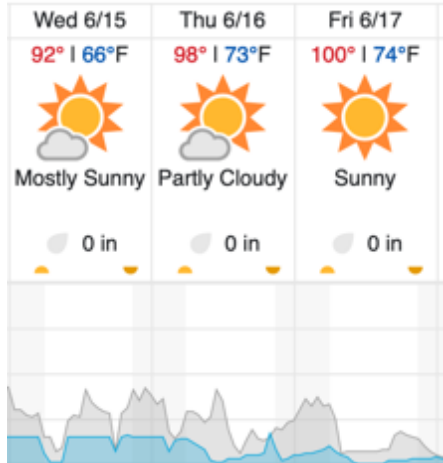 Wed 6/15 Thu 6/16 Fri 6/17
92° | 66°F 98° | 73°F 100° | 74°F
Mostly Sunny Partly Cloudy Sunny
0 in 0 in 0 in